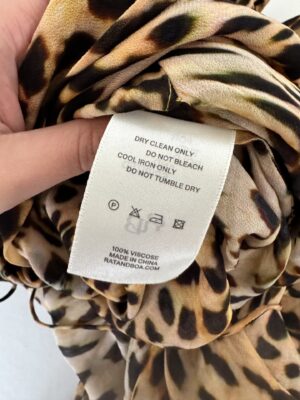 DRY CLEAN ONLY
DO NOT BLEACH
COOL IRON ONLY
DO NOT TUMBLE DRY
P
100% VISCOSE
MADE IN CHINA
RATANDBOA.COM